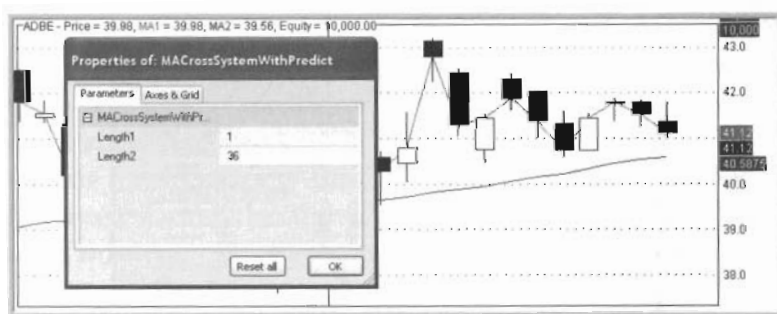 ADBE - Price = 39.98, MA1 = 39.98, MA2 = 39.56, Equity = 10,000.00
Properties of: MACrossSystemWithPredict
Parameters
Axes & Grid
MACrossSystemWithPr...
Length1 1
Length2 36
Reset all
OK
10,000
43.0
42.0
41.12
41.12
40.5875
40.0
39.0
38.0